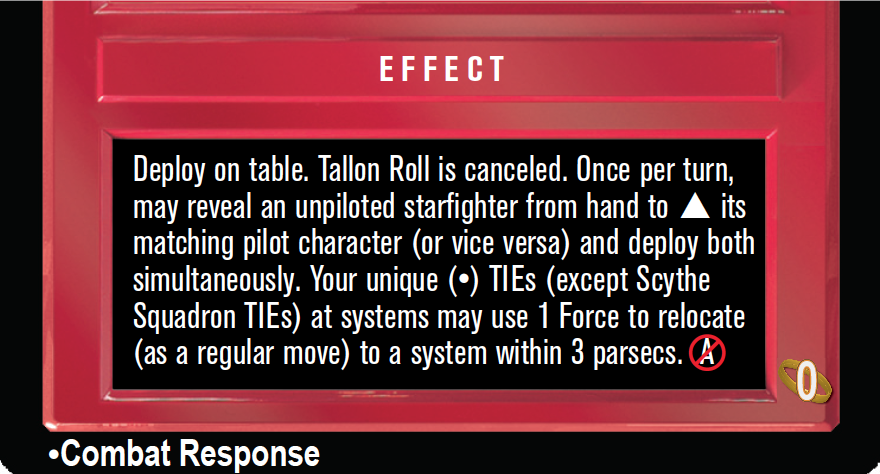 EFFECT
Deploy on table. Tallon Roll is canceled. Once per turn,
may reveal an unpiloted starfighter from hand to ▲ its
matching pilot character (or vice versa) and deploy both
simultaneously. Your unique (•) TIEs (except Scythe
Squadron TIEs) at systems may use 1 Force to relocate
(as a regular move) to a system within 3 parsecs. A
0
•Combat Response